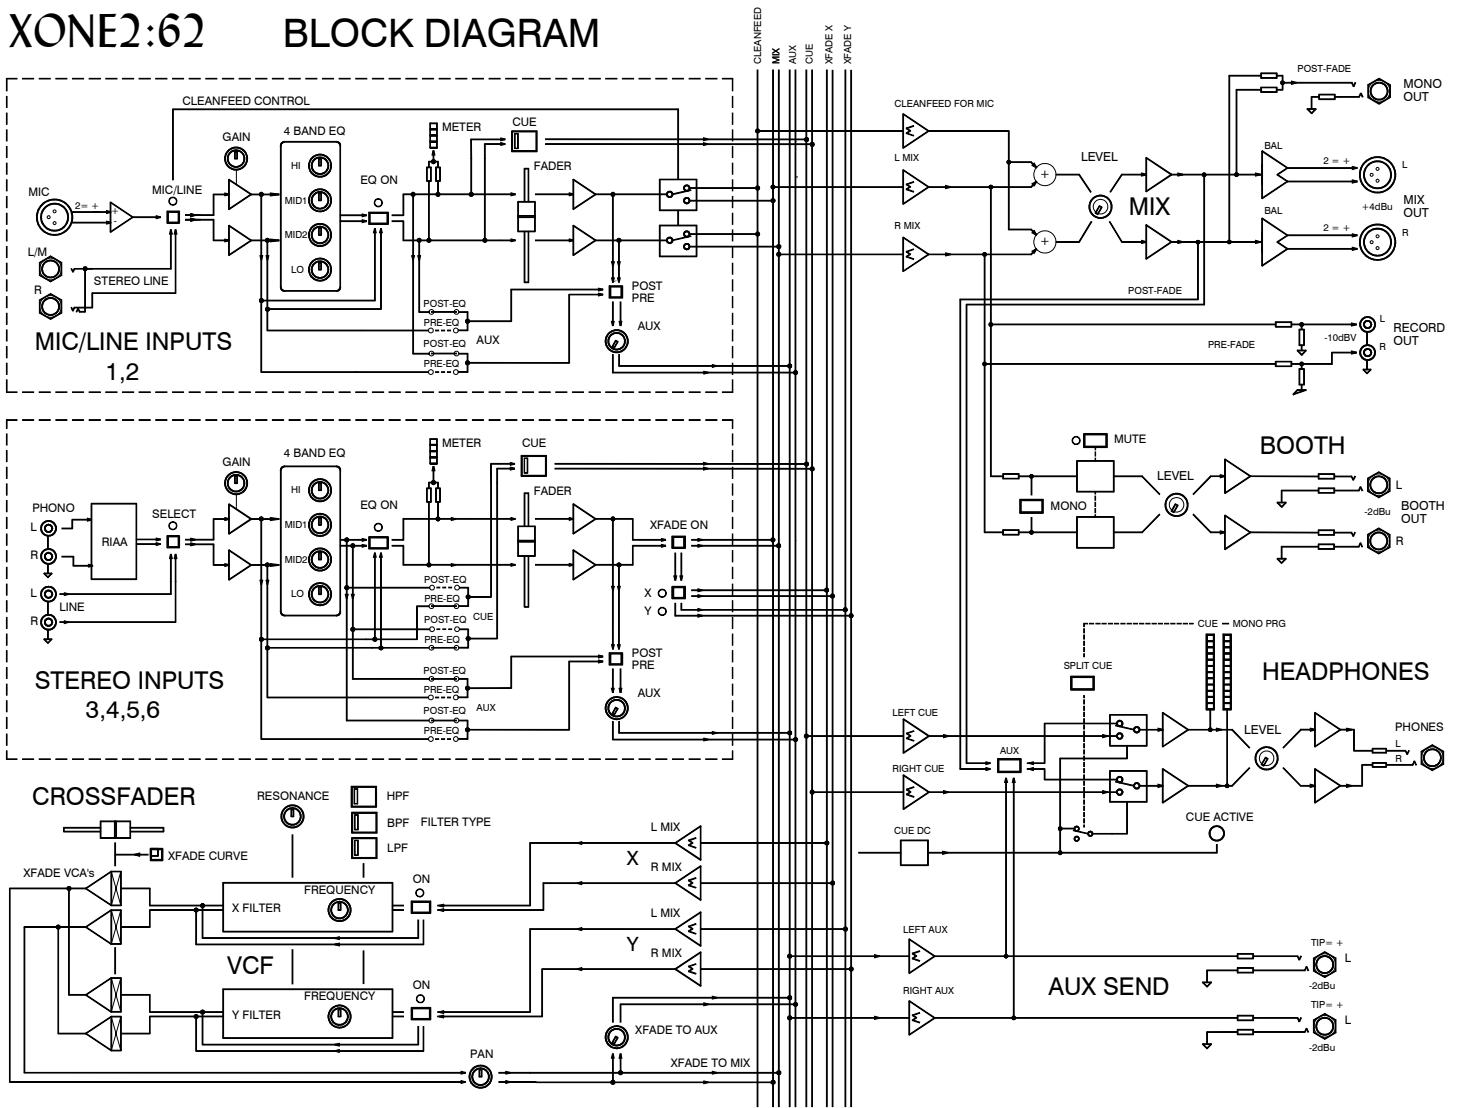 XONE2:62 BLOCK DIAGRAM
CLEANFEED
MIX
AUX
CUE
XFADE X
XFADE Y
CLEANFEED CONTROL
GAIN
4 BAND EQ
METER
CUE
HI
MID1
MID2
LO
EQ ON
FADER
MIC
2= +
+
-
MIC/LINE
L/M
R
STEREO LINE
POST-EQ
PRE-EQ
POST-EQ
PRE-EQ
AUX
POST
PRE
AUX
MIC/LINE INPUTS
1,2
GAIN
4 BAND EQ
METER
CUE
HI
MID1
MID2
LO
EQ ON
FADER
PHONO
L
R
RIAA
SELECT
L
LINE
R
XFADE ON
X
Y
POST-EQ
PRE-EQ
POST-EQ
CUE
PRE-EQ
POST-EQ
PRE-EQ
POST-EQ
AUX
PRE-EQ
POST
PRE
AUX
STEREO INPUTS
3,4,5,6
CROSSFADER
RESONANCE
HPF
BPF
FILTER TYPE
LPF
XFADE CURVE
XFADE VCA's
FREQUENCY
X FILTER
ON
VCF
FREQUENCY
Y FILTER
ON
L MIX
X
R MIX
L MIX
Y
R MIX
XFADE TO AUX
PAN
XFADE TO MIX
CLEANFEED FOR MIC
Σ
L MIX
Σ
R MIX
Σ
+
+
LEVEL
MIX
POST-FADE
MONO
OUT
BAL
2 = +
L
+4dBu
MIX
OUT
BAL
2 = +
R
POST-FADE
PRE-FADE
-10dBV
L
R
RECORD
OUT
MUTE
BOOTH
MONO
LEVEL
L
-2dBu
BOOTH
OUT
R
CUE – MONO PRG
SPLIT CUE
HEADPHONES
LEFT CUE
Σ
AUX
RIGHT CUE
Σ
LEVEL
PHONES
L
R
CUE DC
CUE ACTIVE
LEFT AUX
Σ
RIGHT AUX
Σ
AUX SEND
TIP= +
L
-2dBu
TIP= +
L
-2dBu